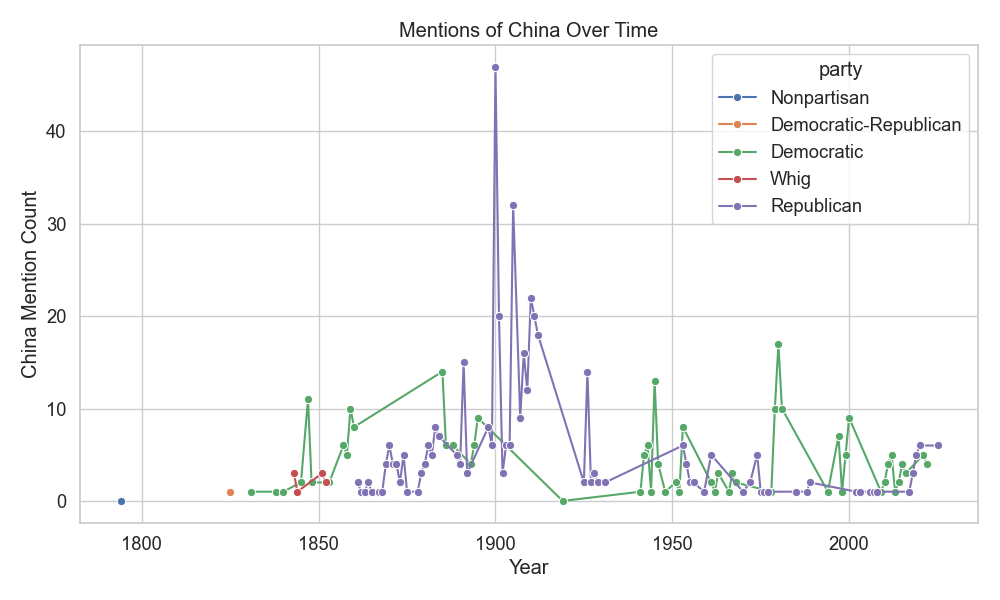 Mentions of China Over Time
party
Nonpartisan
Democratic-Republican
Democratic
Whig
Republican
China Mention Count
40
30
20
10
0
1800
1850
1900
1950
2000
Year